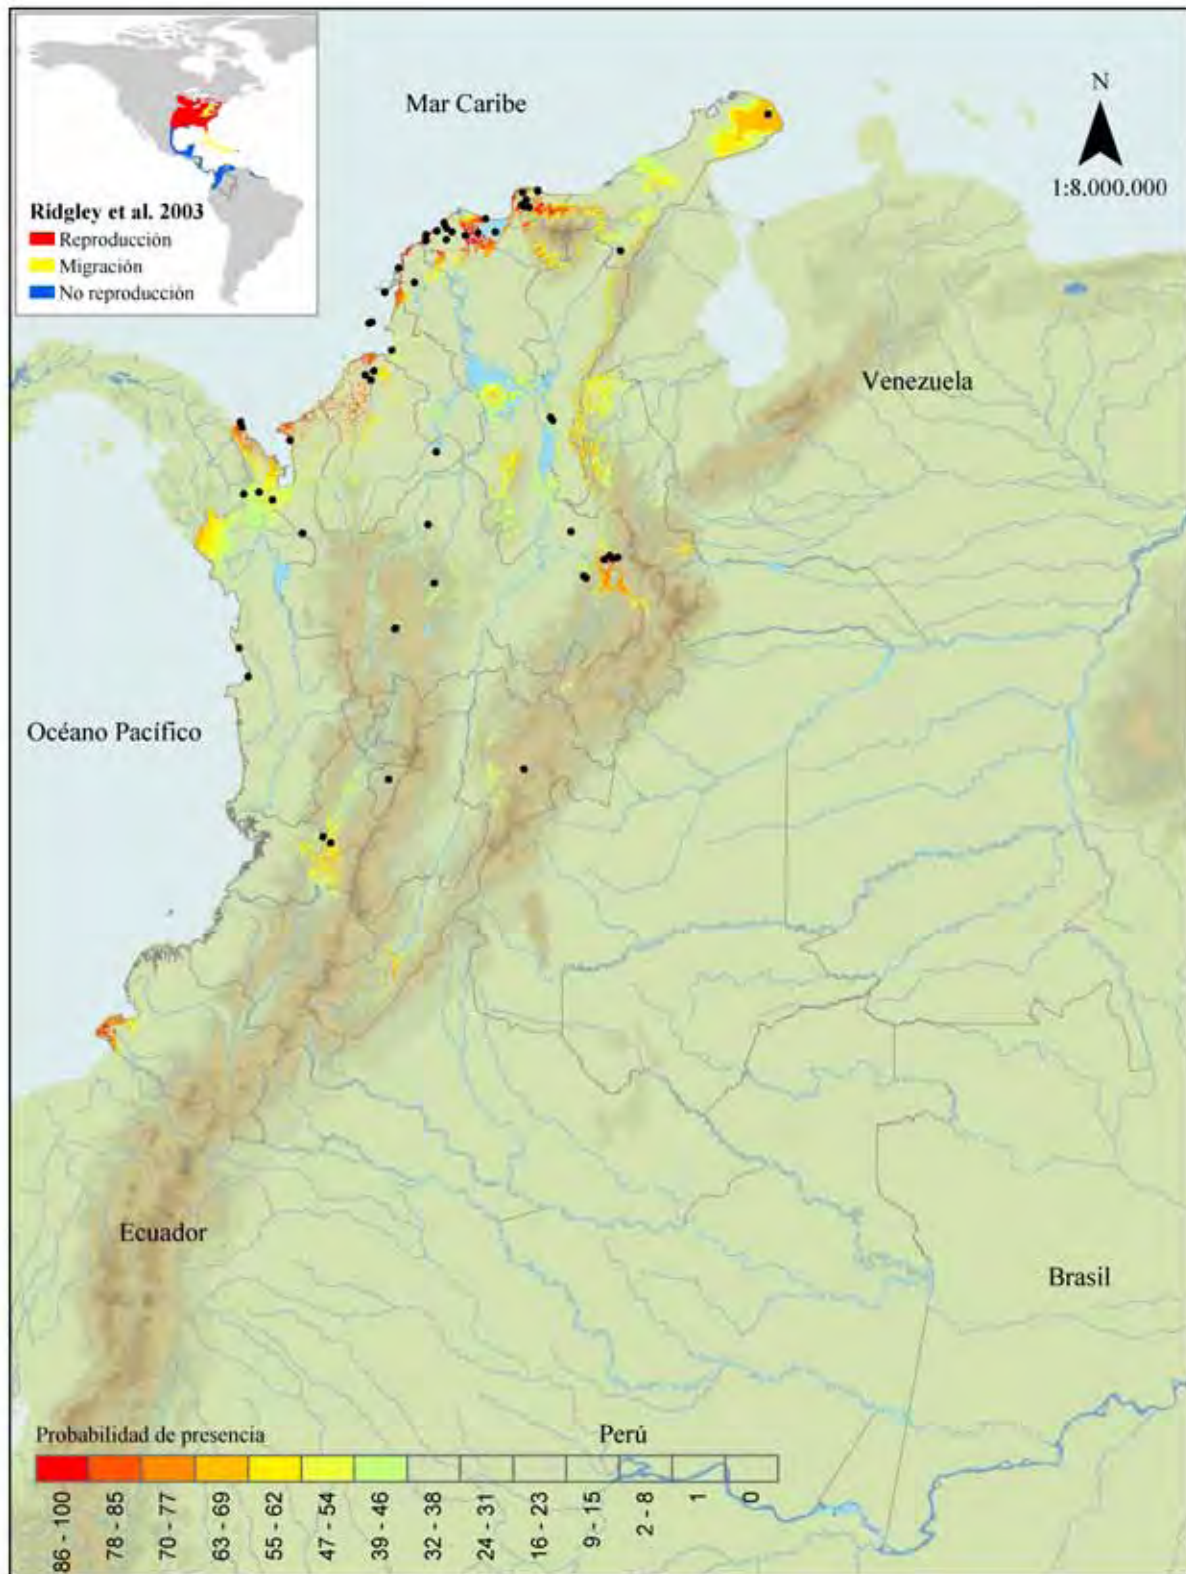 Mar Caribe
N
1:8.000.000
Ridgley et al. 2003
Reproducción
Migración
No reproducción
Venezuela
Océano Pacífico
Ecuador
Brasil
Perú
Probabilidad de presencia
86 - 100
78 - 85
70 - 77
63 - 69
55 - 62
47 - 54
39 - 46
32 - 38
24 - 31
16 - 23
9 - 15
2 - 8
1
0